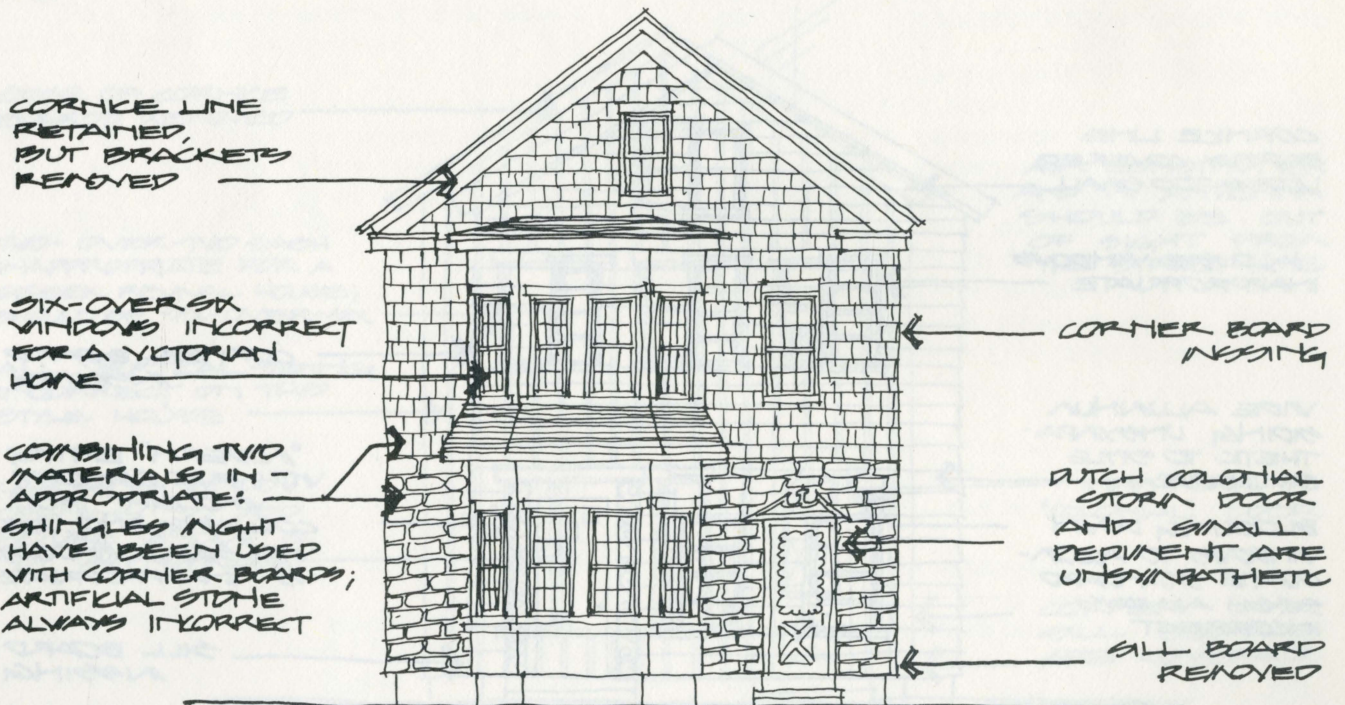 CORNICE LINE
RETAINED,
BUT BRACKETS
REMOVED
SIX OVER SIX
WINDOWS INCORRECT
FOR A VICTORIAN
HOME
COMBINING TWO
MATERIALS IN-
APPROPRIATE:
SHINGLES MIGHT
HAVE BEEN USED
WITH CORNER BOARDS;
ARTIFICIAL STONE
ALWAYS INCORRECT
CORNER BOARD
MISSING
DUTCH COLONIAL
STORM DOOR
AND SMALL
PEDIMENT ARE
UNSYMPATHETIC
SILL BOARD
REMOVED